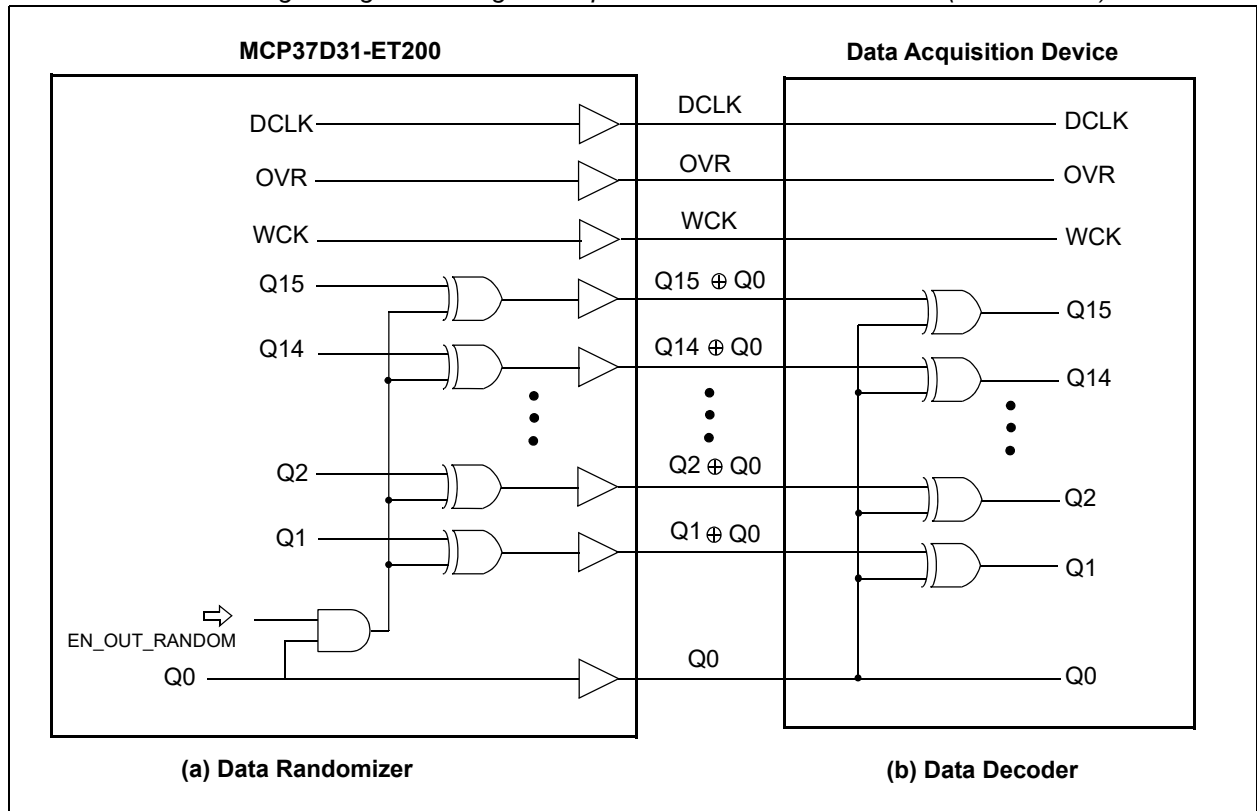 MCP37D31-ET200
Data Acquisition Device
DCLK
DCLK
DCLK
OVR
OVR
OVR
WCK
WCK
WCK
Q15
Q15 ⊕ Q0
Q15
Q14
Q14 ⊕ Q0
Q14
Q2
Q2 ⊕ Q0
Q2
Q1
Q1 ⊕ Q0
Q1
EN_OUT_RANDOM
Q0
Q0
Q0
(a) Data Randomizer
(b) Data Decoder